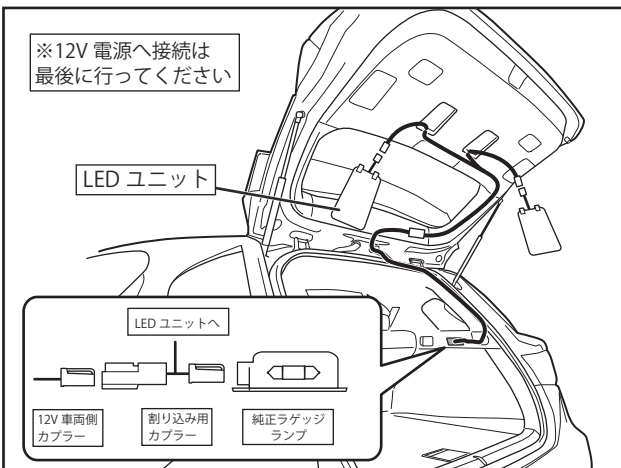 ※12V 電源へ接続は
最後に行ってください
LED ユニット
LED ユニットへ
12V 車両側
カプラー
割り込み用
カプラー
純正ラゲッジ
ランプ